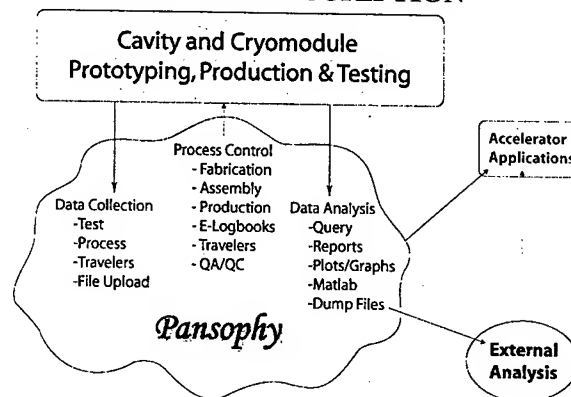 Cavity and Cryomodule
Prototyping, Production & Testing
Process Control
- Fabrication
- Assembly
- Production
- E-Logbooks
- Travelers
- QA/QC
Data Collection
-Test
-Process
-Travelers
-File Upload
Data Analysis
-Query
-Reports
-Plots/Graphs
-Matlab
-Dump Files
Pansophy
Accelerator
Applications
External
Analysis